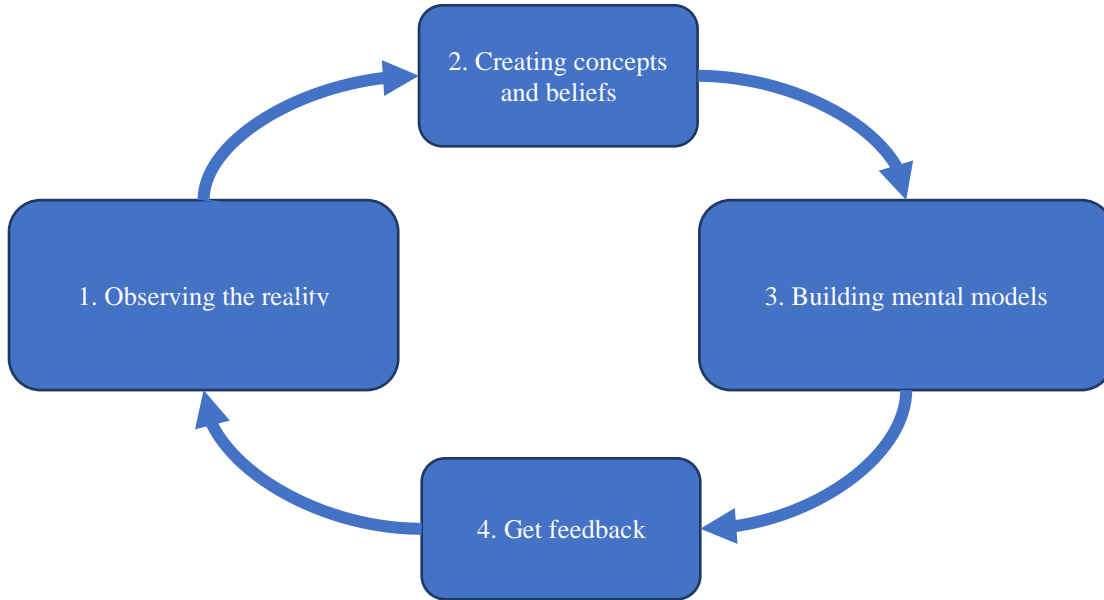 1. Observing the reality
2. Creating concepts
and beliefs
3. Building mental models
4. Get feedback